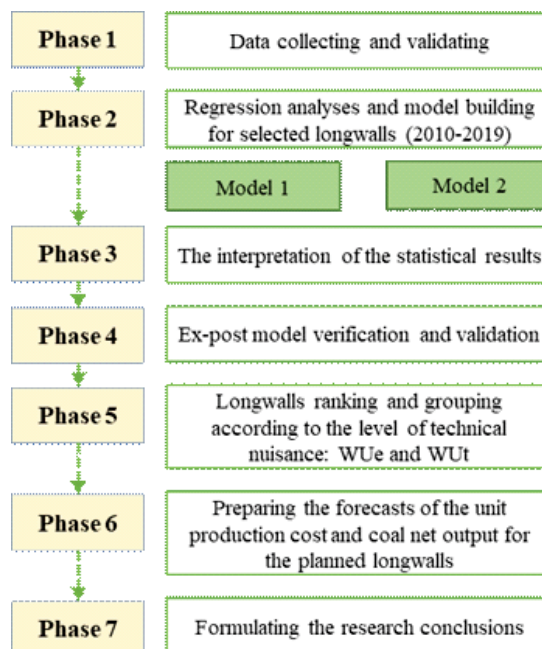 Phase 1
Data collecting and validating
Phase 2
Regression analyses and model building
for selected longwalls (2010-2019)
Model 1
Model 2
Phase 3
The interpretation of the statistical results
Phase 4
Ex-post model verification and validation
Phase 5
Longwalls ranking and grouping
according to the level of technical
nuisance: WUe and WUt
Phase 6
Preparing the forecasts of the unit
production cost and coal net output for
the planned longwalls
Phase 7
Formulating the research conclusions